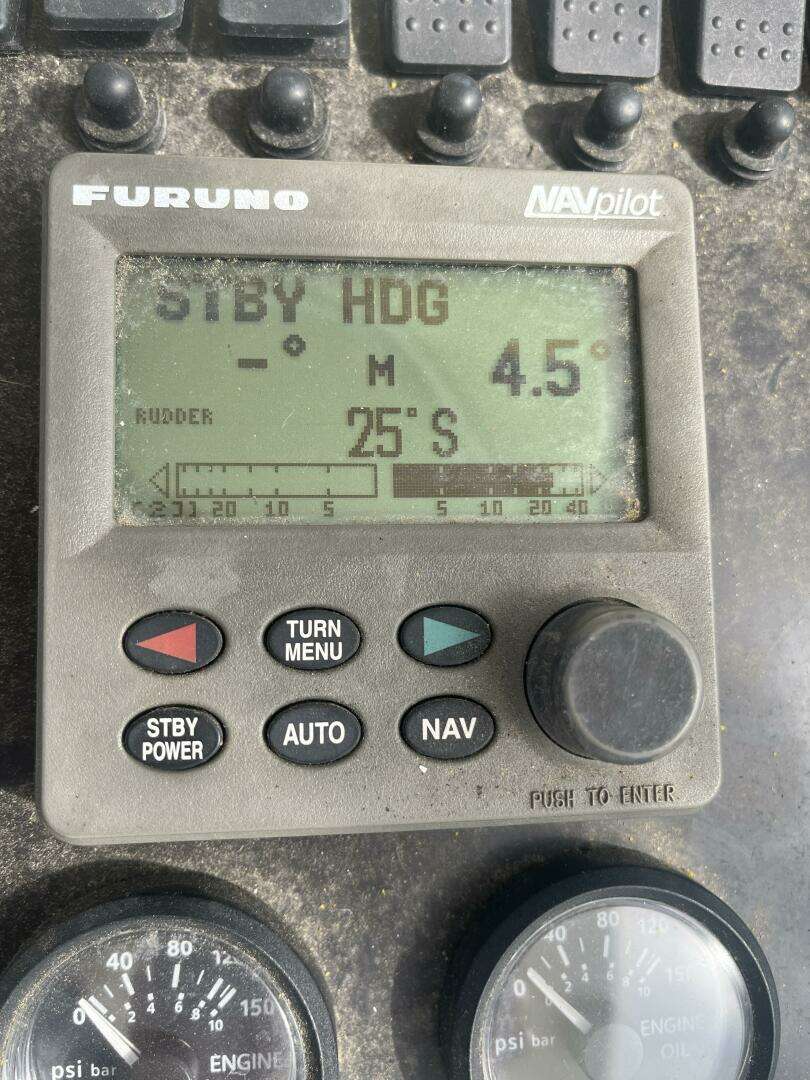 FURUNO NAVpilot
STBY HDG
-° M 4.5°
RUDDER
25° S
20 10 5 5 10 20 40
TURN MENU
STBY POWER AUTO NAV
PUSH TO ENTER
0 40 80 150
2 4 6 8 10
psi bar
ENGINE
0 40 80 120 150
0 2 4 6 8 10
psi bar
ENGINE
OIL